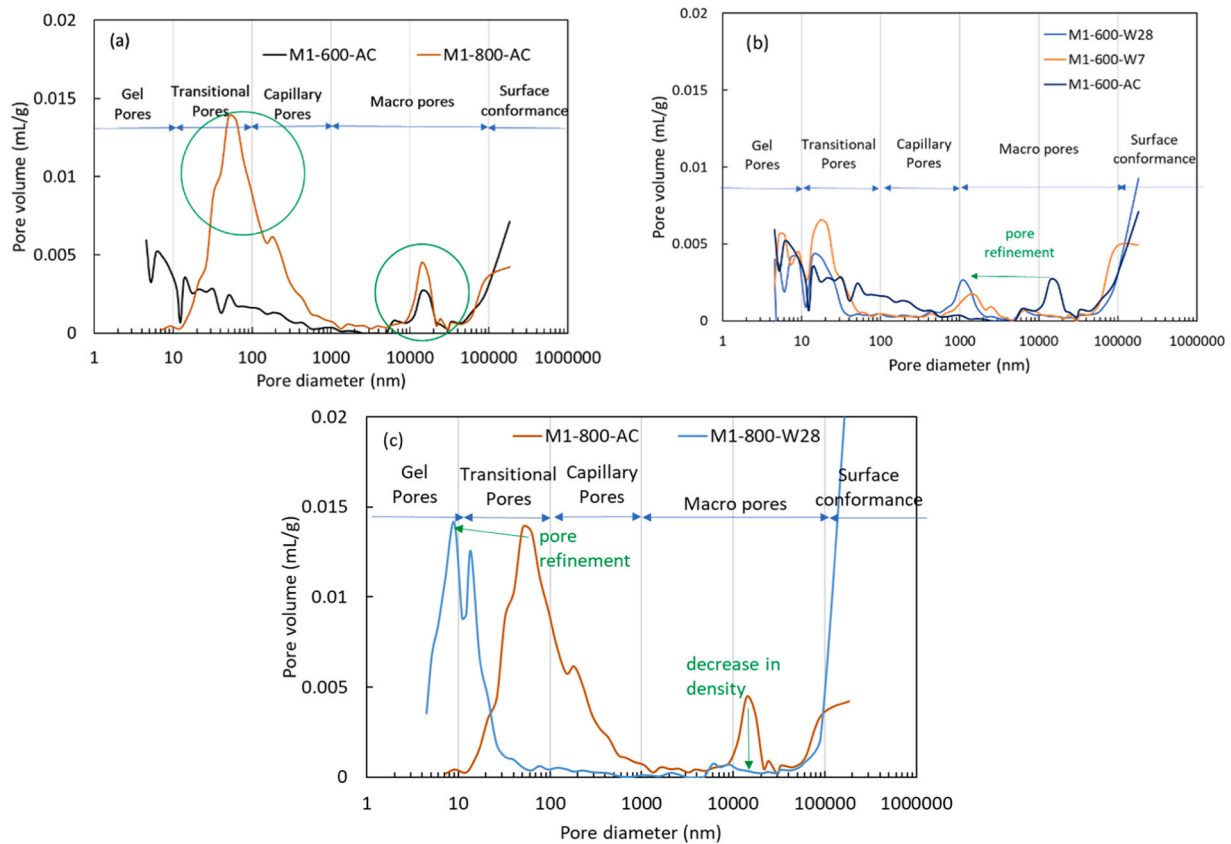 (a)
M1-600-AC
M1-800-AC
Gel
Pores
Transitional
Pores
Capillary
Pores
Macro pores
Surface
conformance
0.02
0.015
0.01
0.005
0
Pore volume (mL/g)
1 10 100 1000 10000 100000 1000000
Pore diameter (nm)
(b)
M1-600-W28
M1-600-W7
M1-600-AC
Gel
Pores
Transitional
Pores
Capillary
Pores
Macro pores
Surface
conformance
pore
refinement
0.02
0.015
0.01
0.005
0
Pore volume (mL/g)
1 10 100 1000 10000 100000 1000000
Pore diameter (nm)
(c)
M1-800-AC
M1-800-W28
Gel
Pores
Transitional
Pores
Capillary
Pores
Macro pores
Surface
conformance
pore
refinement
decrease in
density
0.02
0.015
0.01
0.005
0
Pore volume (mL/g)
1 10 100 1000 10000 100000 1000000
Pore diameter (nm)